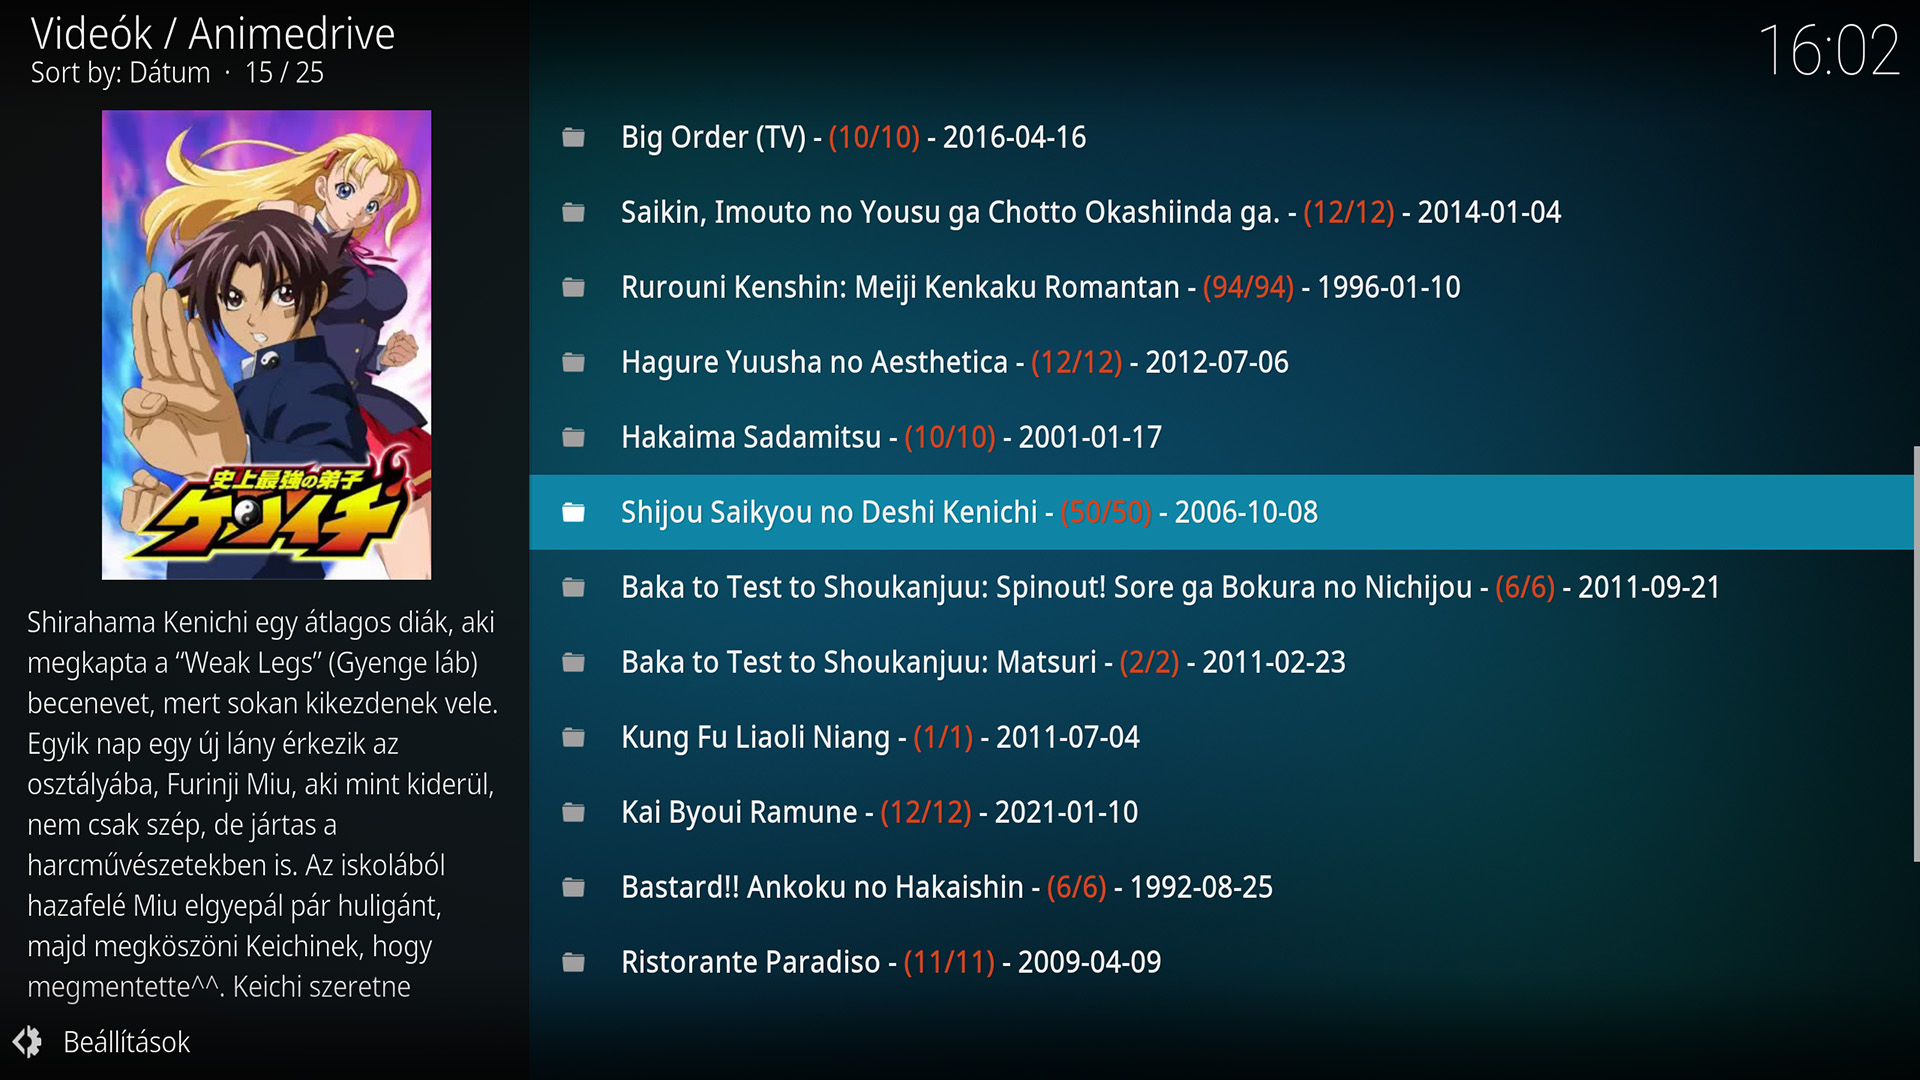 Videók / Animedrive
Sort by: Dátum · 15 / 25
16:02
史上最強の弟子
ケンイチ
Shirahama Kenichi egy átlagos diák, aki
megkapta a “Weak Legs” (Gyenge láb)
becenevet, mert sokan kikezdenek vele.
Egyik nap egy új lány érkezik az
osztályába, Furinji Miu, aki mint kiderül,
nem csak szép, de jártas a
harcművészetekben is. Az iskolából
hazafelé Miu elgyepál pár huligánt,
majd megköszöni Keichinek, hogy
megmentette^^. Keichi szeretne
Beállítások
Big Order (TV) - (10/10) - 2016-04-16
Saikin, Imouto no Yousu ga Chotto Okashiinda ga. - (12/12) - 2014-01-04
Rurouni Kenshin: Meiji Kenkaku Romantan - (94/94) - 1996-01-10
Hagure Yuusha no Aesthetica - (12/12) - 2012-07-06
Hakaima Sadamitsu - (10/10) - 2001-01-17
Shijou Saikyou no Deshi Kenichi - (50/50) - 2006-10-08
Baka to Test to Shoukanjuu: Spinout! Sore ga Bokura no Nichijou - (6/6) - 2011-09-21
Baka to Test to Shoukanjuu: Matsuri - (2/2) - 2011-02-23
Kung Fu Liaoli Niang - (1/1) - 2011-07-04
Kai Byoui Ramune - (12/12) - 2021-01-10
Bastard!! Ankoku no Hakaishin - (6/6) - 1992-08-25
Ristorante Paradiso - (11/11) - 2009-04-09